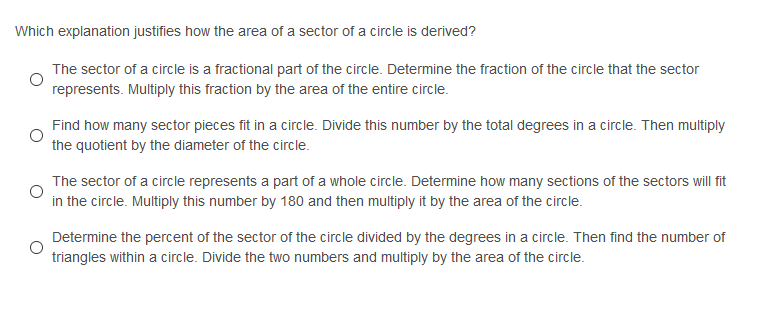 Which explanation justifies how the area of a sector of a circle is derived?
The sector of a circle is a fractional part of the circle. Determine the fraction of the circle that the sector
represents. Multiply this fraction by the area of the entire circle.
Find how many sector pieces fit in a circle. Divide this number by the total degrees in a circle. Then multiply
the quotient by the diameter of the circle.
The sector of a circle represents a part of a whole circle. Determine how many sections of the sectors will fit
in the circle. Multiply this number by 180 and then multiply it by the area of the circle.
Determine the percent of the sector of the circle divided by the degrees in a circle. Then find the number of
triangles within a circle. Divide the two numbers and multiply by the area of the circle.